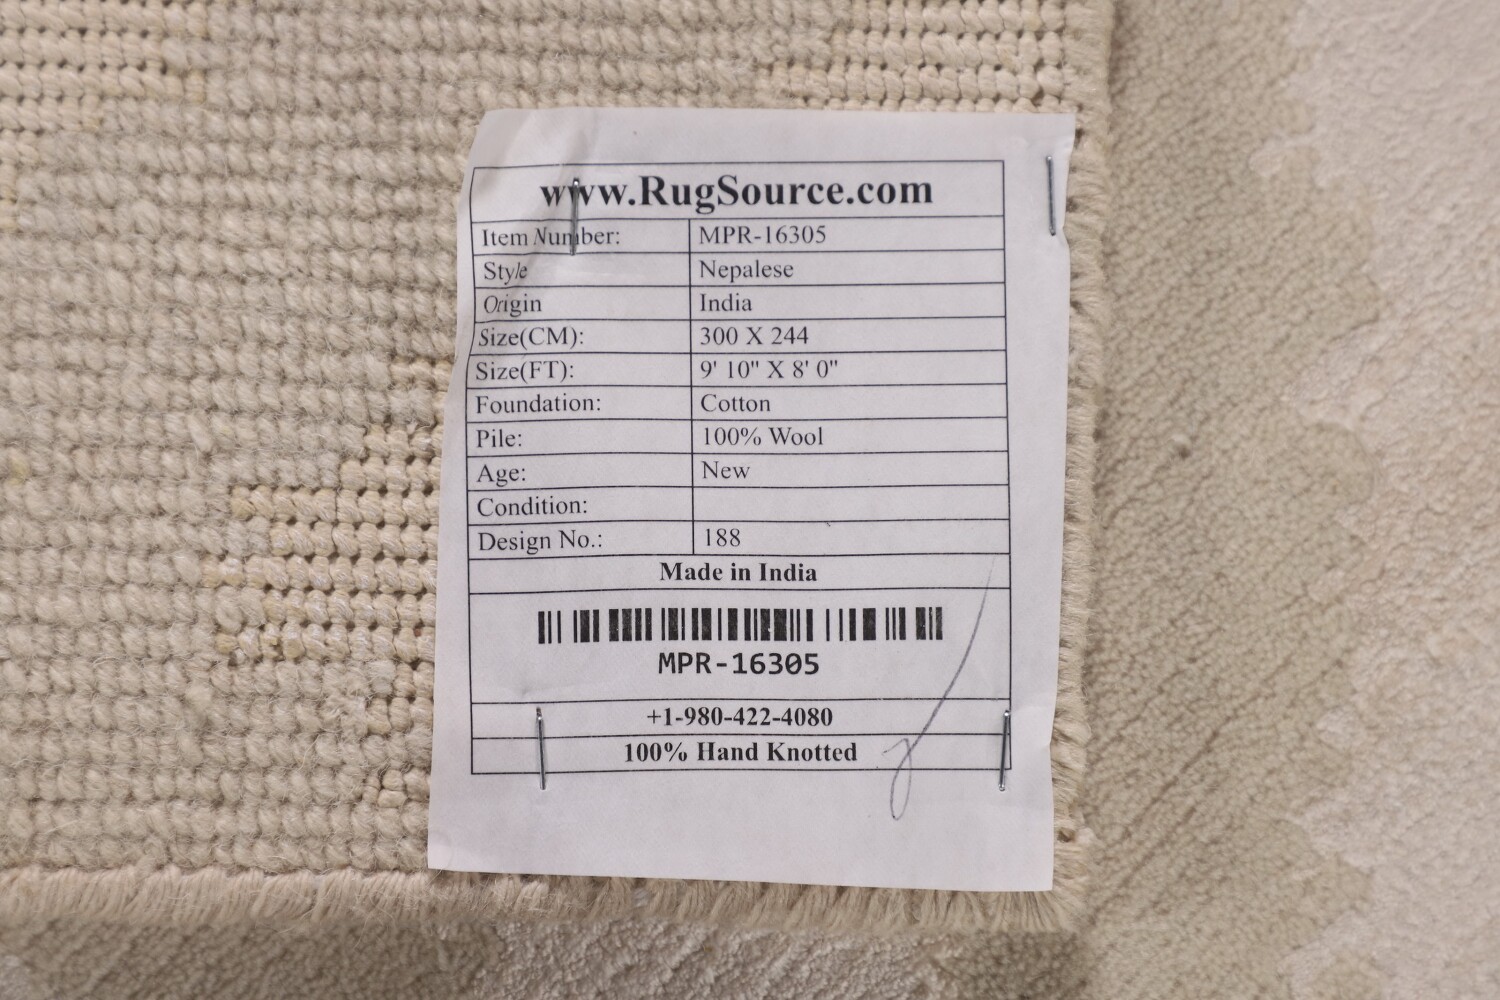 www.RugSource.com
Item Number: MPR-16305
Style Nepalese
Origin India
Size(CM): 300 X 244
Size(FT): 9' 10" X 8' 0"
Foundation: Cotton
Pile: 100% Wool
Age: New
Condition:
Design No.: 188
Made in India
MPR-16305
+1-980-422-4080
100% Hand Knotted